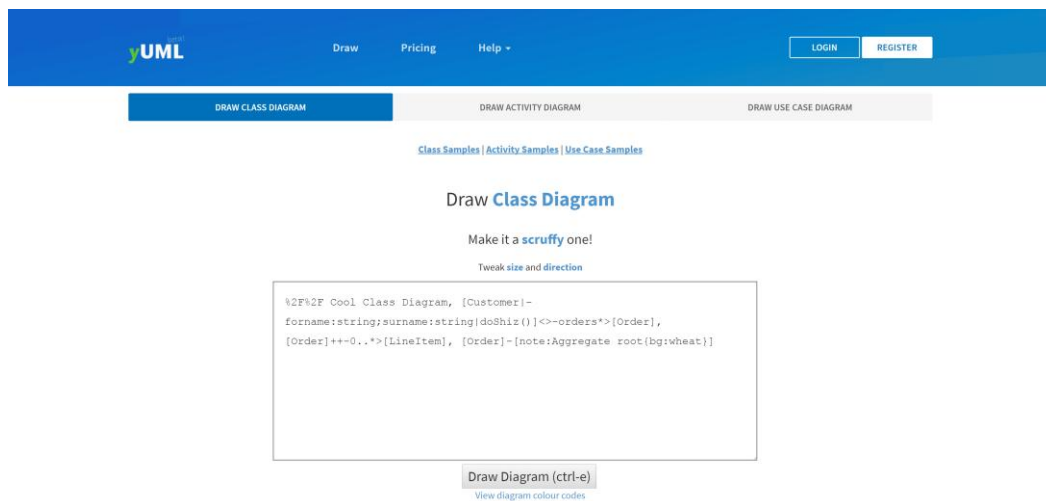 yUML beta!
Draw Pricing Help
LOGIN REGISTER
DRAW CLASS DIAGRAM DRAW ACTIVITY DIAGRAM DRAW USE CASE DIAGRAM
Class Samples | Activity Samples | Use Case Samples
Draw Class Diagram
Make it a scruffy one!
Tweak size and direction
%2F%2F Cool Class Diagram, [Customer|-
forname:string;surname:string|doShiz()]<>-orders*>[Order],
[Order]++-0..*>[LineItem], [Order]-[note:Aggregate root{bg:wheat}]
Draw Diagram (ctrl-e)
View diagram colour codes